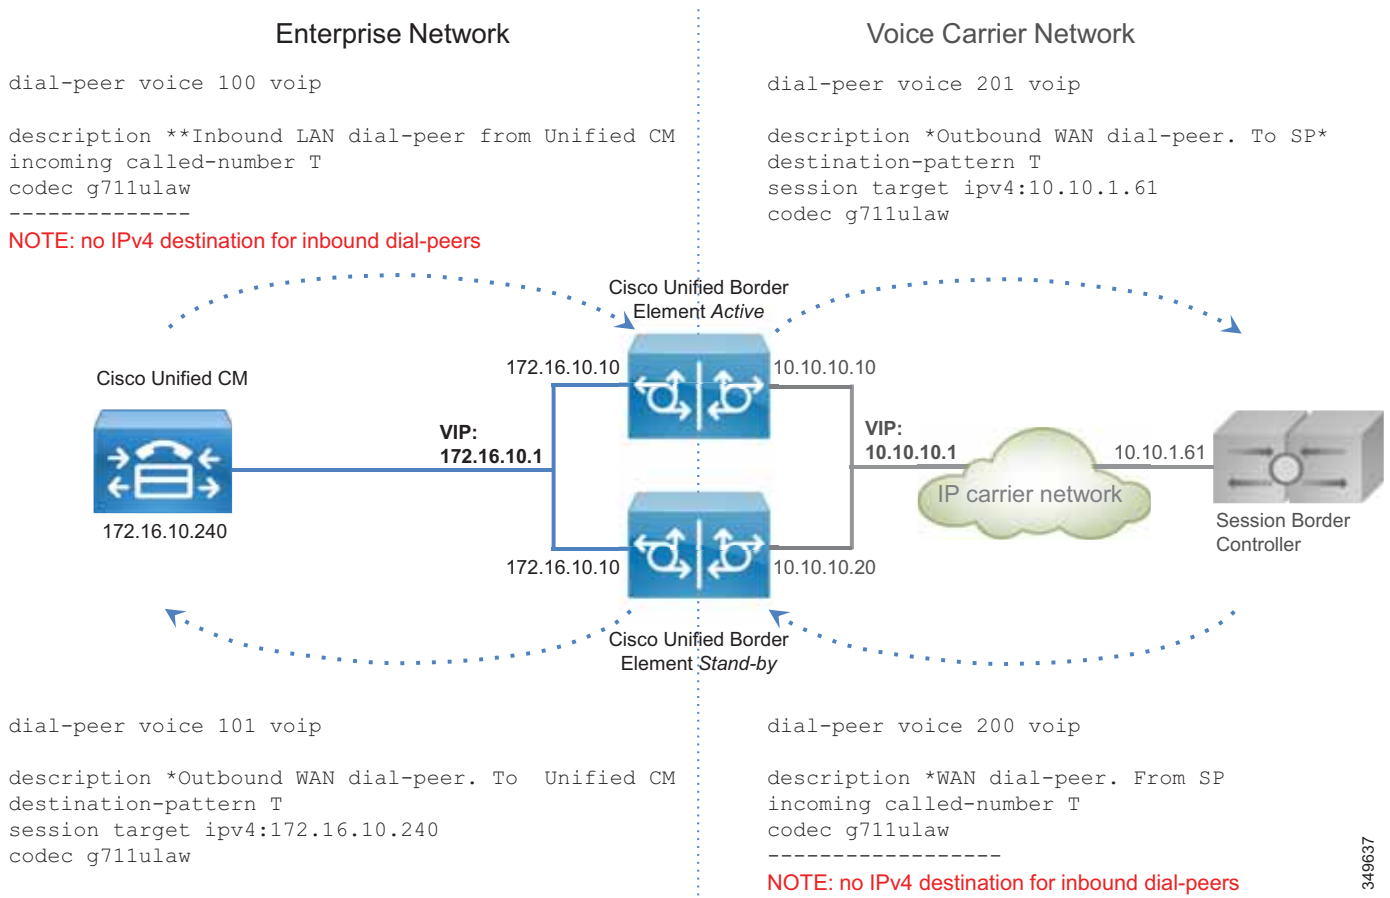 Enterprise Network
Voice Carrier Network
dial-peer voice 100 voip
description **Inbound LAN dial-peer from Unified CM
incoming called-number T
codec g711ulaw
--------------
NOTE: no IPv4 destination for inbound dial-peers
dial-peer voice 201 voip
description *Outbound WAN dial-peer. To SP*
destination-pattern T
session target ipv4:10.10.1.61
codec g711ulaw
Cisco Unified Border
Element Active
172.16.10.10
10.10.10.10
Cisco Unified CM
VIP:
172.16.10.1
VIP:
10.10.10.1
10.10.1.61
IP carrier network
172.16.10.240
Session Border
Controller
172.16.10.10
10.10.10.20
Cisco Unified Border
Element Stand-by
dial-peer voice 101 voip
description *Outbound WAN dial-peer. To  Unified CM
destination-pattern T
session target ipv4:172.16.10.240
codec g711ulaw
dial-peer voice 200 voip
description *WAN dial-peer. From SP
incoming called-number T
codec g711ulaw
------------------
NOTE: no IPv4 destination for inbound dial-peers
349637